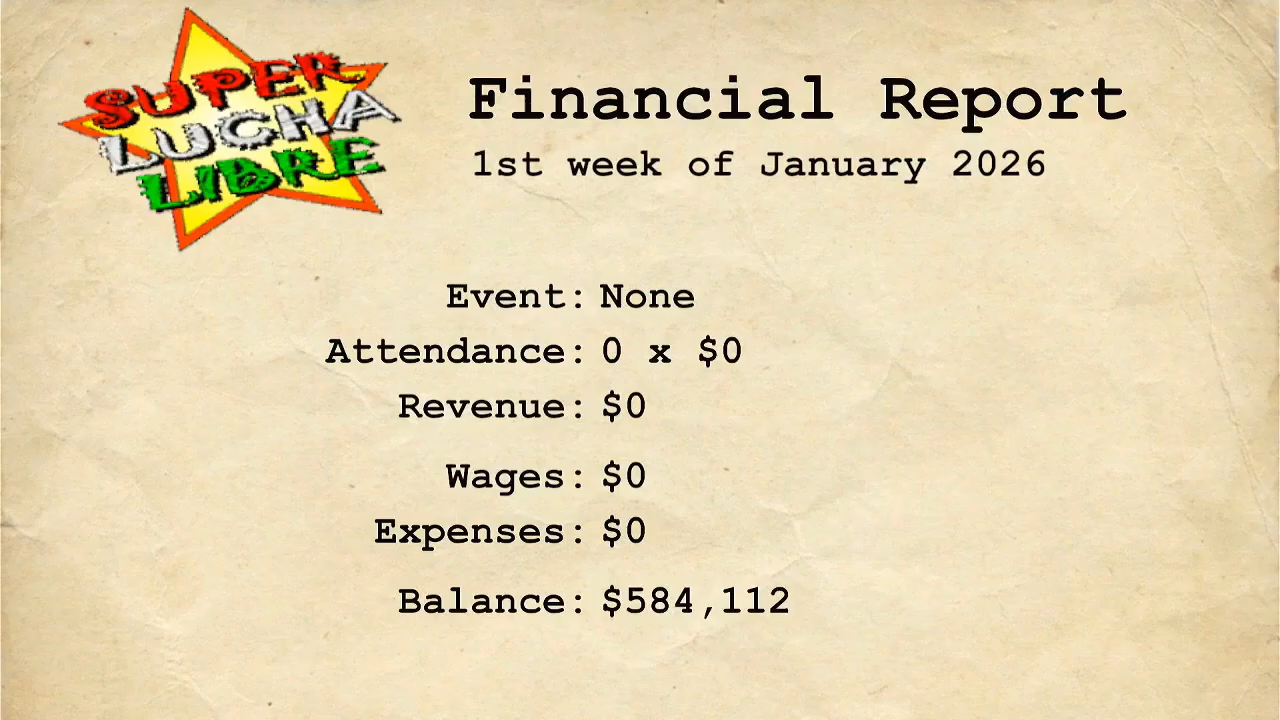 SUPER
LUCHA
LIBRE
Financial Report
1st week of January 2026
Event: None
Attendance: 0 x $0
Revenue: $0
Wages: $0
Expenses: $0
Balance: $584,112